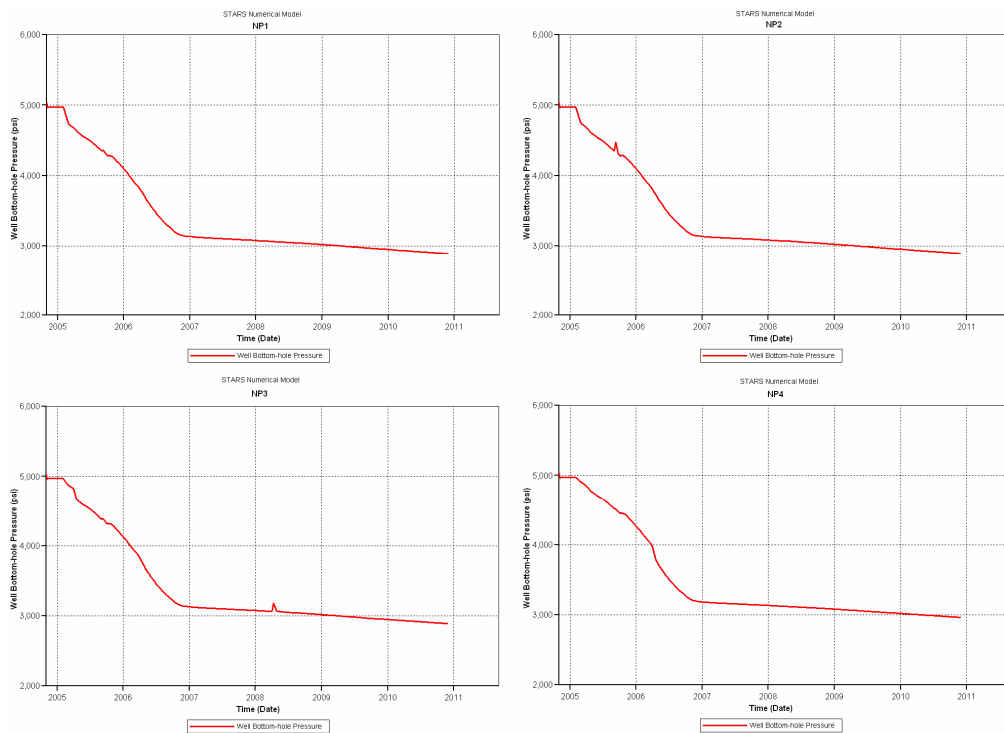 STARS Numerical Model
NP1
Well Bottom-hole Pressure (psi)
6,000
5,000
4,000
3,000
2,000
2005 2006 2007 2008 2009 2010 2011
Time (Date)
Well Bottom-hole Pressure
STARS Numerical Model
NP2
Well Bottom-hole Pressure (psi)
6,000
5,000
4,000
3,000
2,000
2005 2006 2007 2008 2009 2010 2011
Time (Date)
Well Bottom-hole Pressure
STARS Numerical Model
NP3
Well Bottom-hole Pressure (psi)
6,000
5,000
4,000
3,000
2,000
2005 2006 2007 2008 2009 2010 2011
Time (Date)
Well Bottom-hole Pressure
STARS Numerical Model
NP4
Well Bottom-hole Pressure (psi)
6,000
5,000
4,000
3,000
2,000
2005 2006 2007 2008 2009 2010 2011
Time (Date)
Well Bottom-hole Pressure